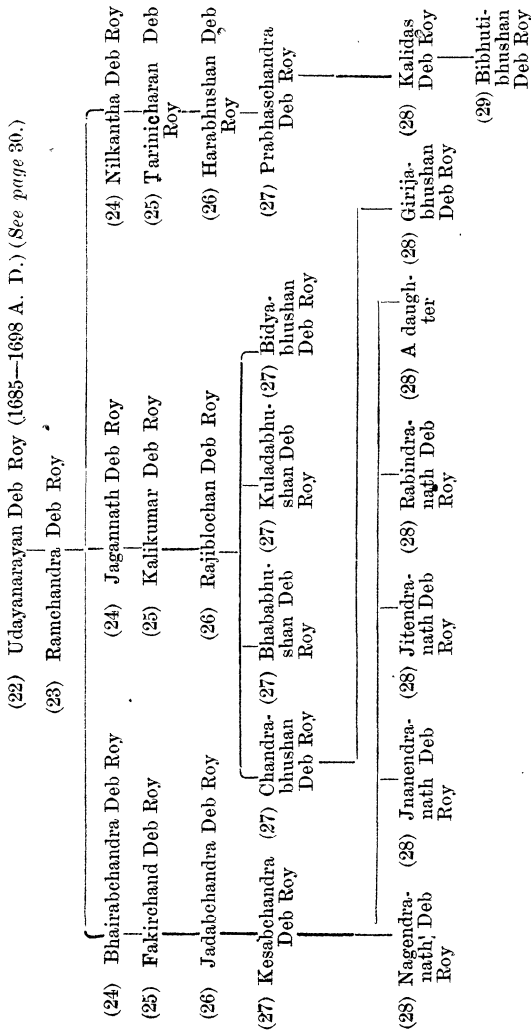 (22) Udayanarayan Deb Roy (1685—1698 A. D.) (See page 30.)
(23) Ramchandra Deb Roy
(24) Bhairabchandra Deb Roy
(24) Jagannath Deb Roy
(24) Nilkantha Deb Roy
(25) Fakirchand Deb Roy
(25) Kalikumar Deb Roy
(25) Tarinicharan Deb
Roy
(26) Jadabchandra Deb Roy
(26) Rajiblochan Deb Roy
(26) Harabhushan Deb
Roy
(27) Kesabchandra
Deb Roy
(27) Chandra-
bhushan
Deb Roy
(27) Bhababhu-
shan Deb
Roy
(27) Kuladabhu-
shan Deb
Roy
(27) Bidya-
bhushan
Deb Roy
(27) Prabhaschandra
Deb Roy
(28) Nagendra-
nath Deb
Roy
(28) Jnanendra-
nath Deb
Roy
(28) Jitendra-
nath Deb
Roy
(28) Rabindra-
nath Deb
Roy
(28) A daugh-
ter
(28) Girija-
bhushan
Deb Roy
(28) Kalidas
Deb Roy
(29) Bibhuti-
bhushan
Deb Roy